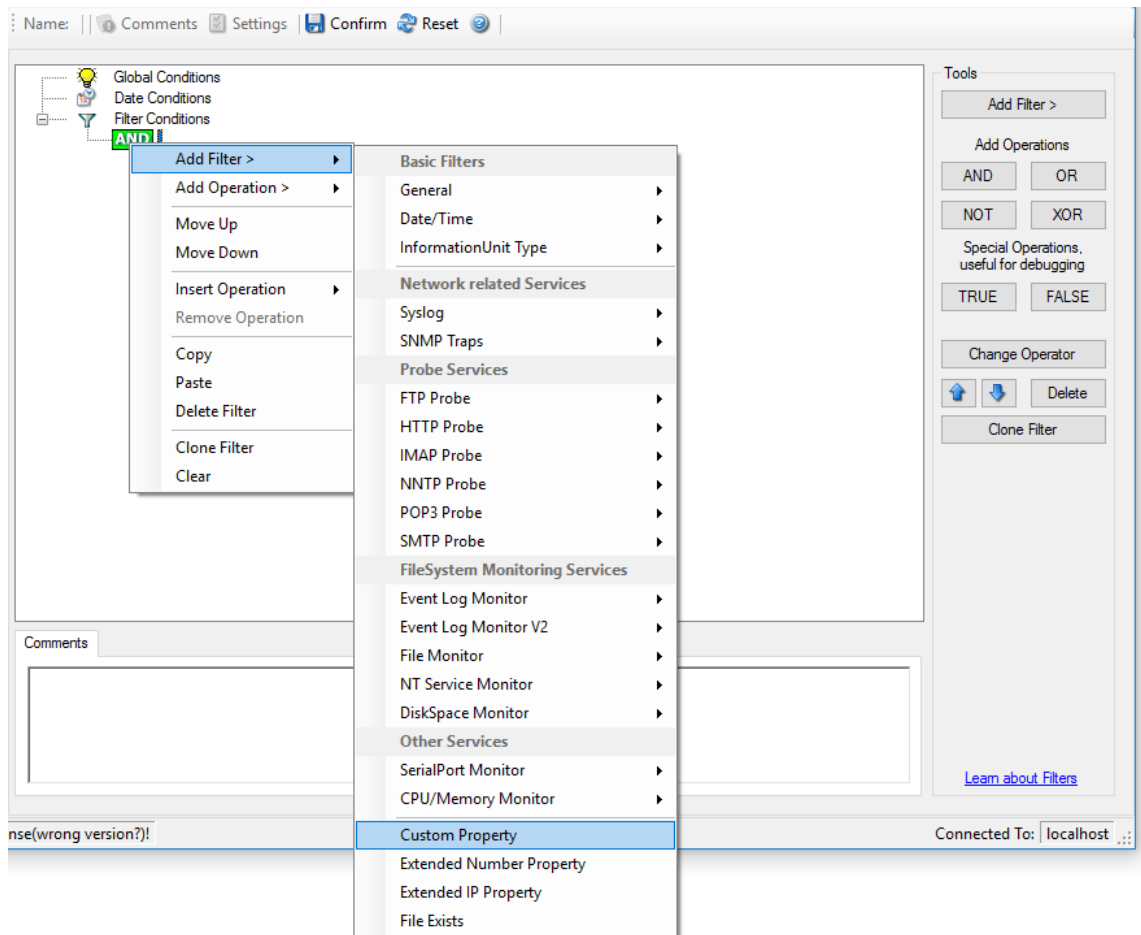 Name: Comments Settings Confirm Reset
Global Conditions
Date Conditions
Filter Conditions
AND
Add Filter >
Add Operation >
Move Up
Move Down
Insert Operation
Remove Operation
Copy
Paste
Delete Filter
Clone Filter
Clear
Basic Filters
General
Date/Time
InformationUnit Type
Network related Services
Syslog
SNMP Traps
Probe Services
FTP Probe
HTTP Probe
IMAP Probe
NNTP Probe
POP3 Probe
SMTP Probe
FileSystem Monitoring Services
Event Log Monitor
Event Log Monitor V2
File Monitor
NT Service Monitor
DiskSpace Monitor
Other Services
SerialPort Monitor
CPU/Memory Monitor
Custom Property
Extended Number Property
Extended IP Property
File Exists
Tools
Add Filter >
Add Operations
AND OR
NOT XOR
Special Operations,
useful for debugging
TRUE FALSE
Change Operator
Delete
Clone Filter
Learn about Filters
Comments
nse(wrong version?)!
Connected To: localhost